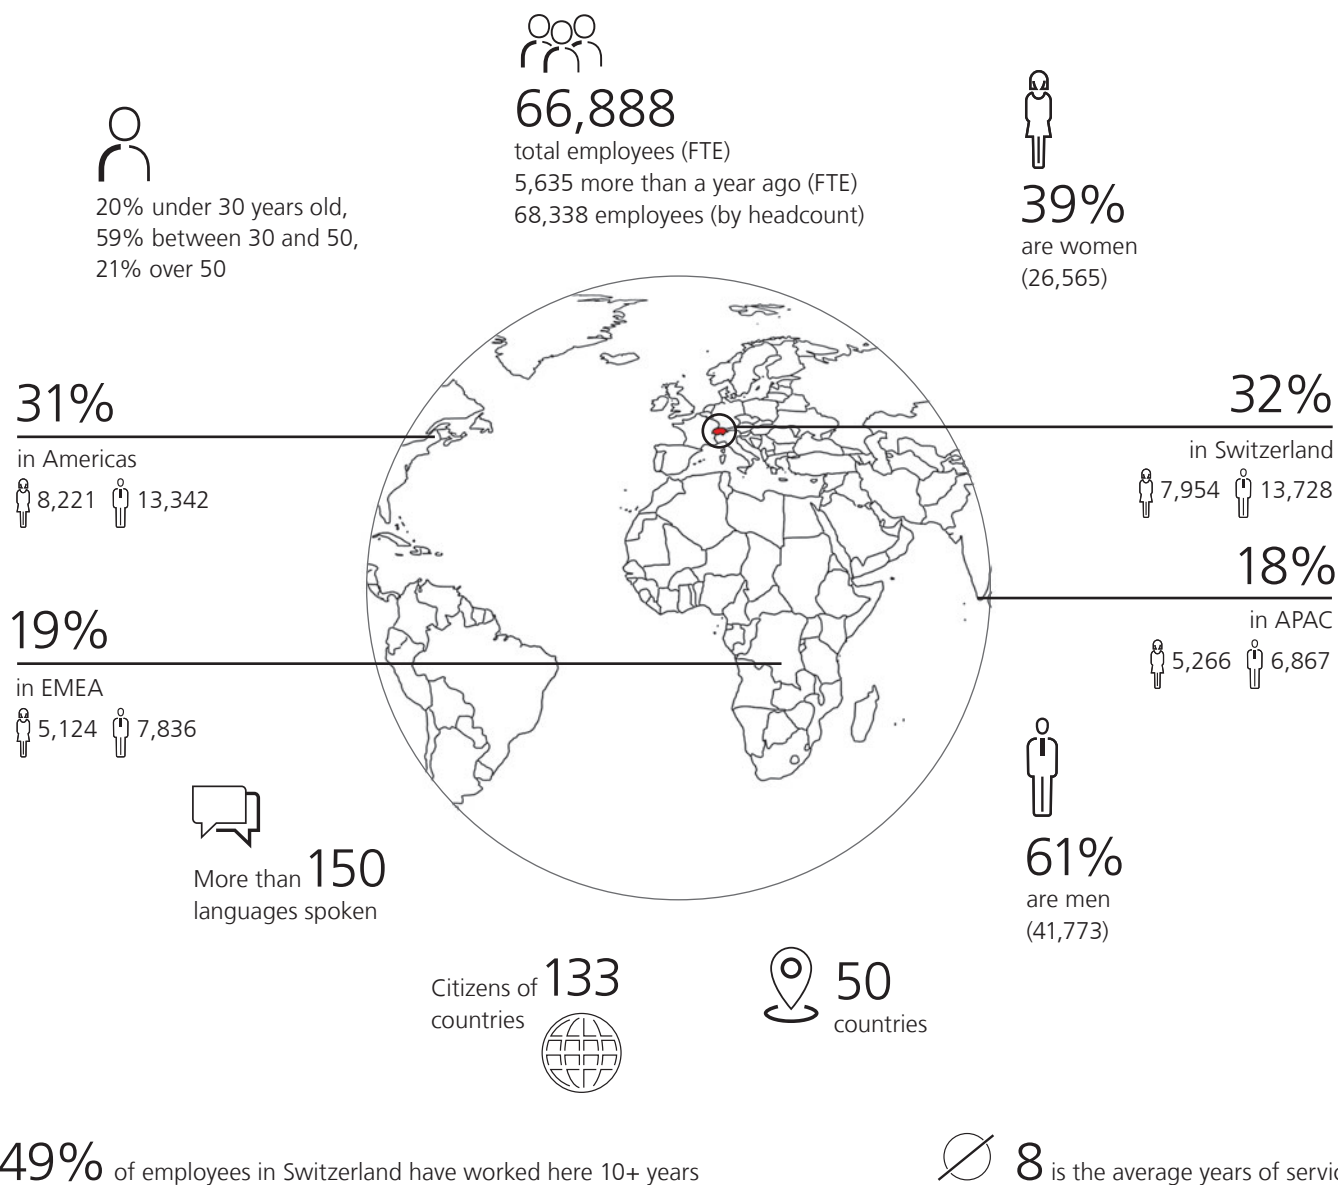 66,888
total employees (FTE)
5,635 more than a year ago (FTE)
68,338 employees (by headcount)
20% under 30 years old,
59% between 30 and 50,
21% over 50
39%
are women
(26,565)
31%
in Americas
8,221 13,342
32%
in Switzerland
7,954 13,728
18%
in APAC
5,266 6,867
19%
in EMEA
5,124 7,836
More than 150
languages spoken
61%
are men
(41,773)
Citizens of 133
countries
50
countries
49% of employees in Switzerland have worked here 10+ years
8 is the average years of